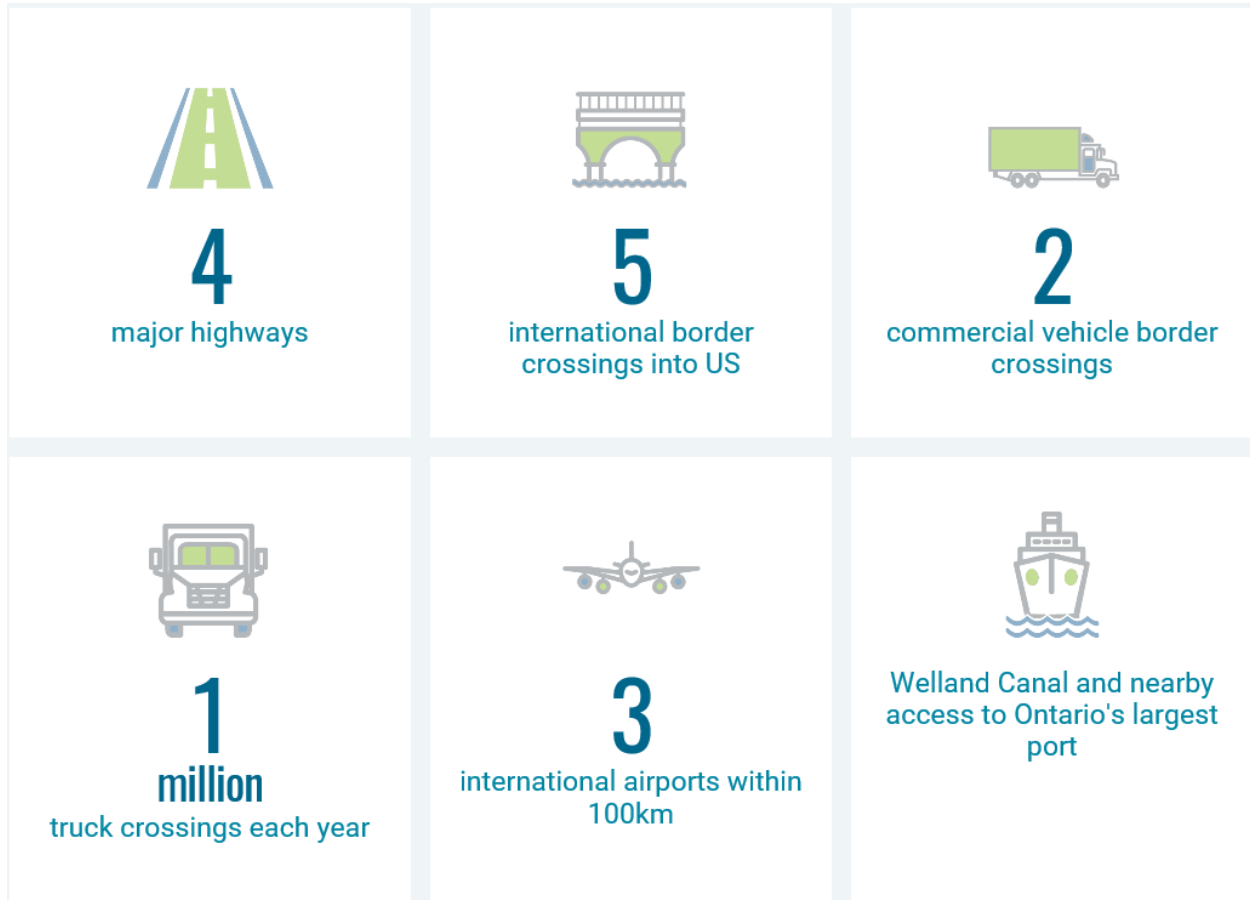 4
major highways
5
international border
crossings into US
2
commercial vehicle border
crossings
1
million
truck crossings each year
3
international airports within
100km
Welland Canal and nearby
access to Ontario's largest
port